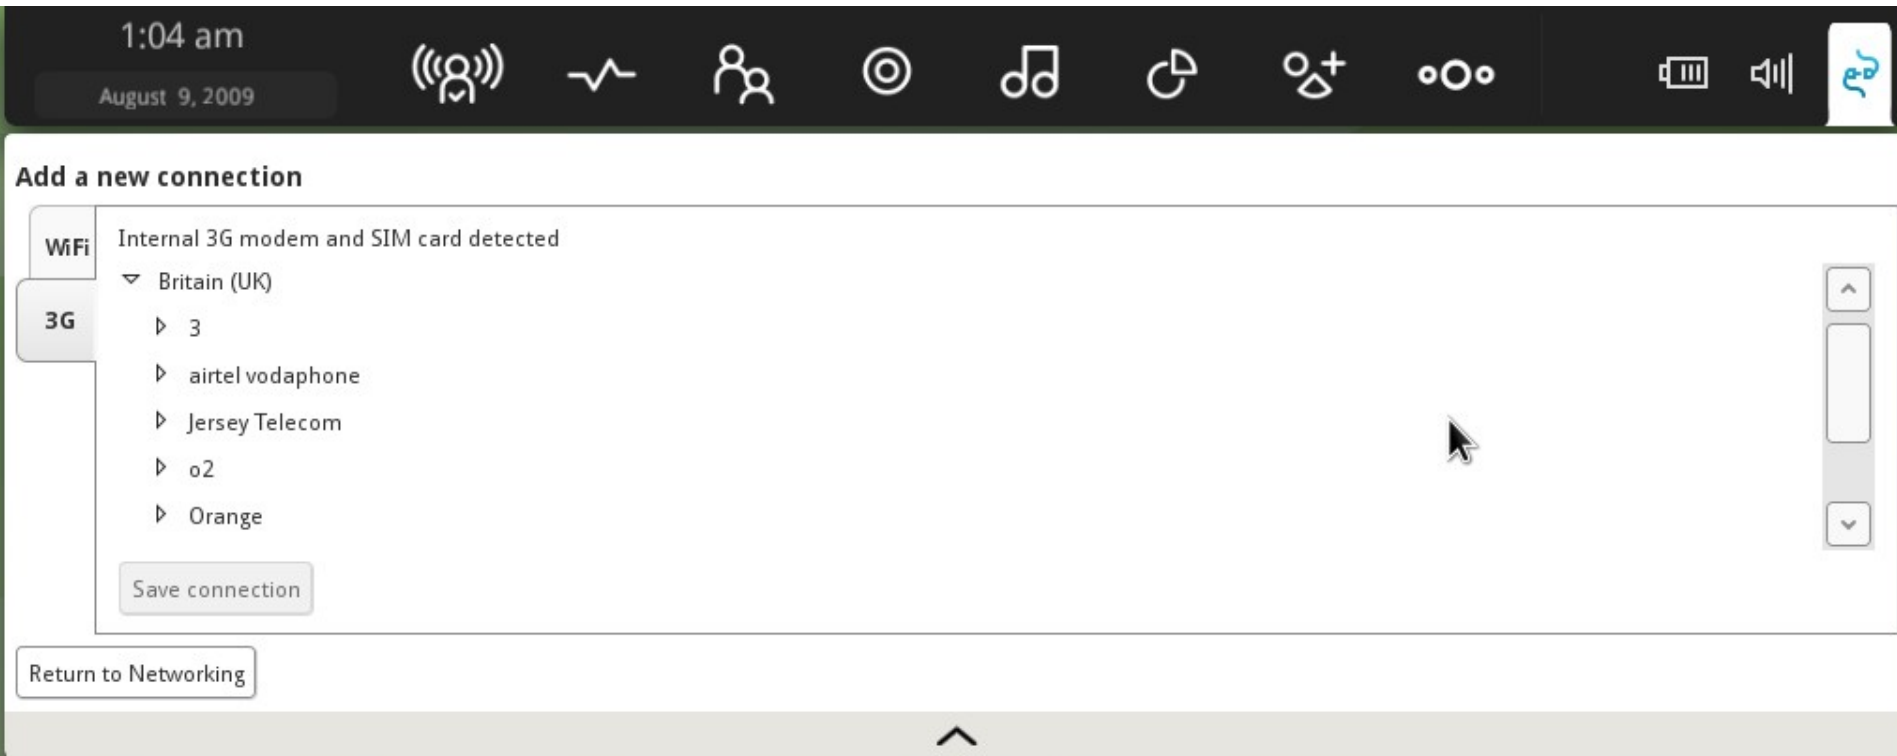 1:04 am
August 9, 2009
Add a new connection
WiFi
Internal 3G modem and SIM card detected
Britain (UK)
3G
3
airtel vodaphone
Jersey Telecom
o2
Orange
Save connection
Return to Networking